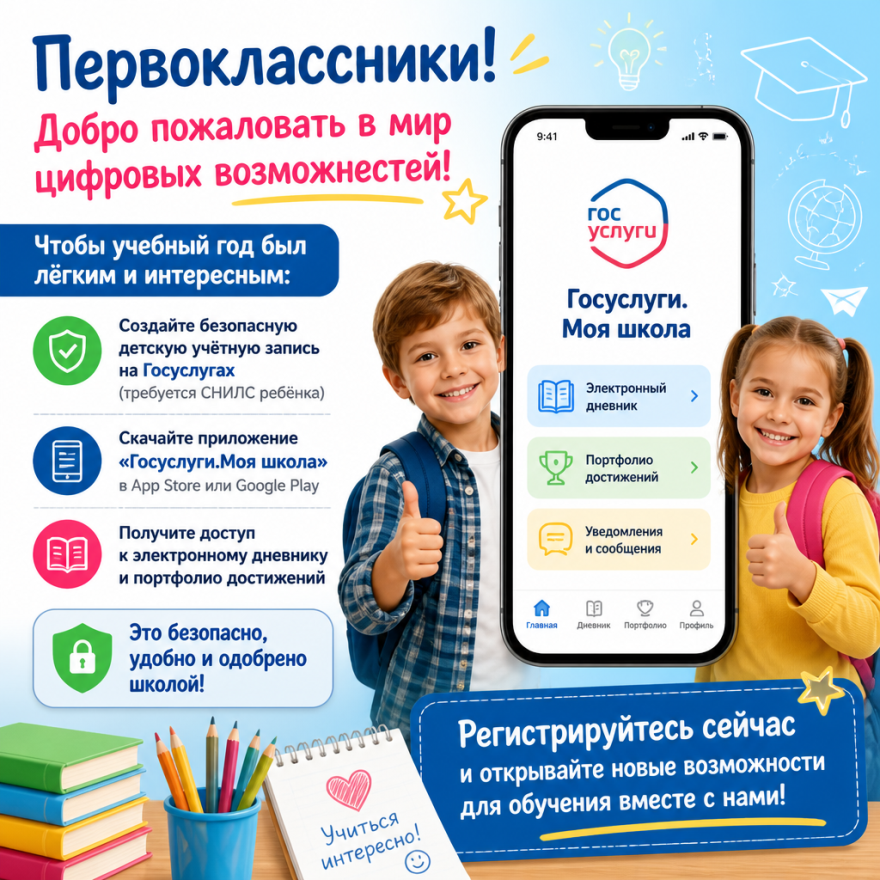 Первоклассники!
Добро пожаловать в мир
цифровых возможнестей!
Чтобы учебный год был
лёгким и интересным:
Создайте безопасную
детскую учётную запись
на Госуслугах
(требуется СНИЛС ребёнка)
Скачайте приложение
«Госуслуги.Моя школа»
в App Store или Google Play
Получите доступ
к электронному дневнику
и портфолио достижений
Это безопасно,
удобно и одобрено
школой!
9:41
гос
услуги
Госуслуги.
Моя школа
Электронный
дневник
Портфолио
достижений
Уведомления
и сообщения
Главная Дневник Портфолио Профиль
Учиться
интересно!
Регистрируйтесь сейчас
и открывайте новые возможности
для обучения вместе с нами!